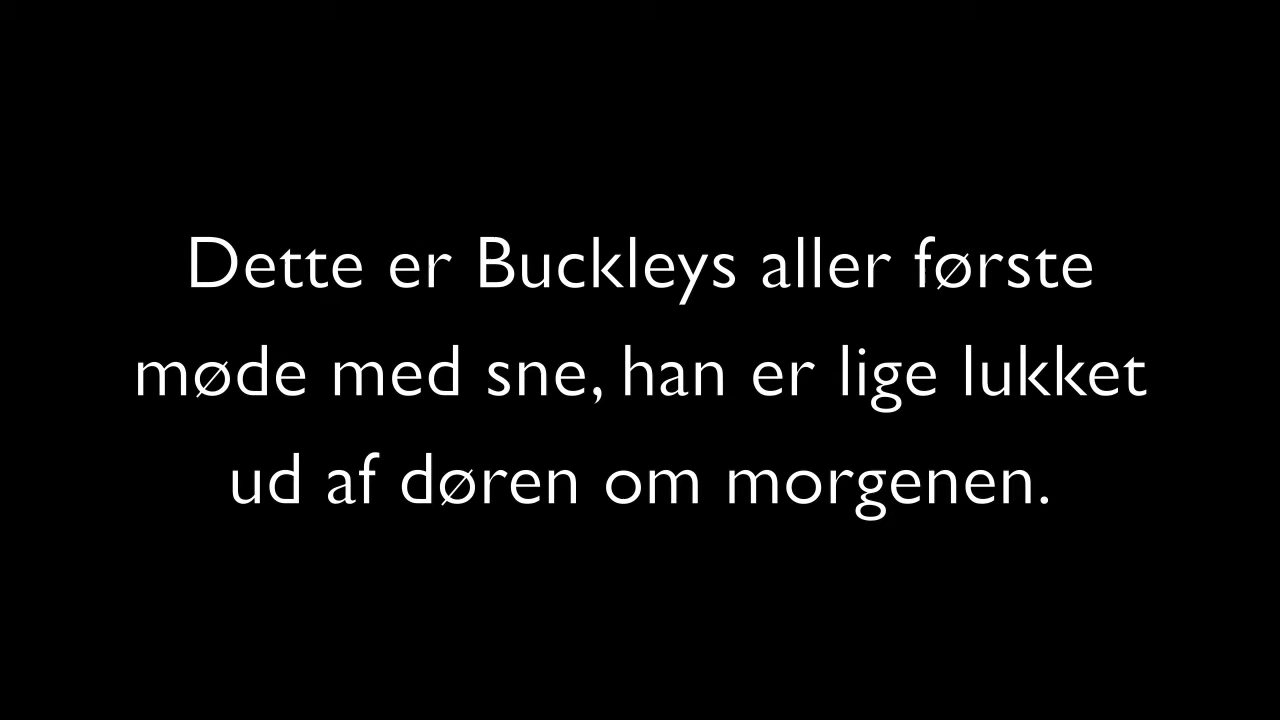 Dette er Buckleys aller første
møde med sne, han er lige lukket
ud af døren om morgenen.